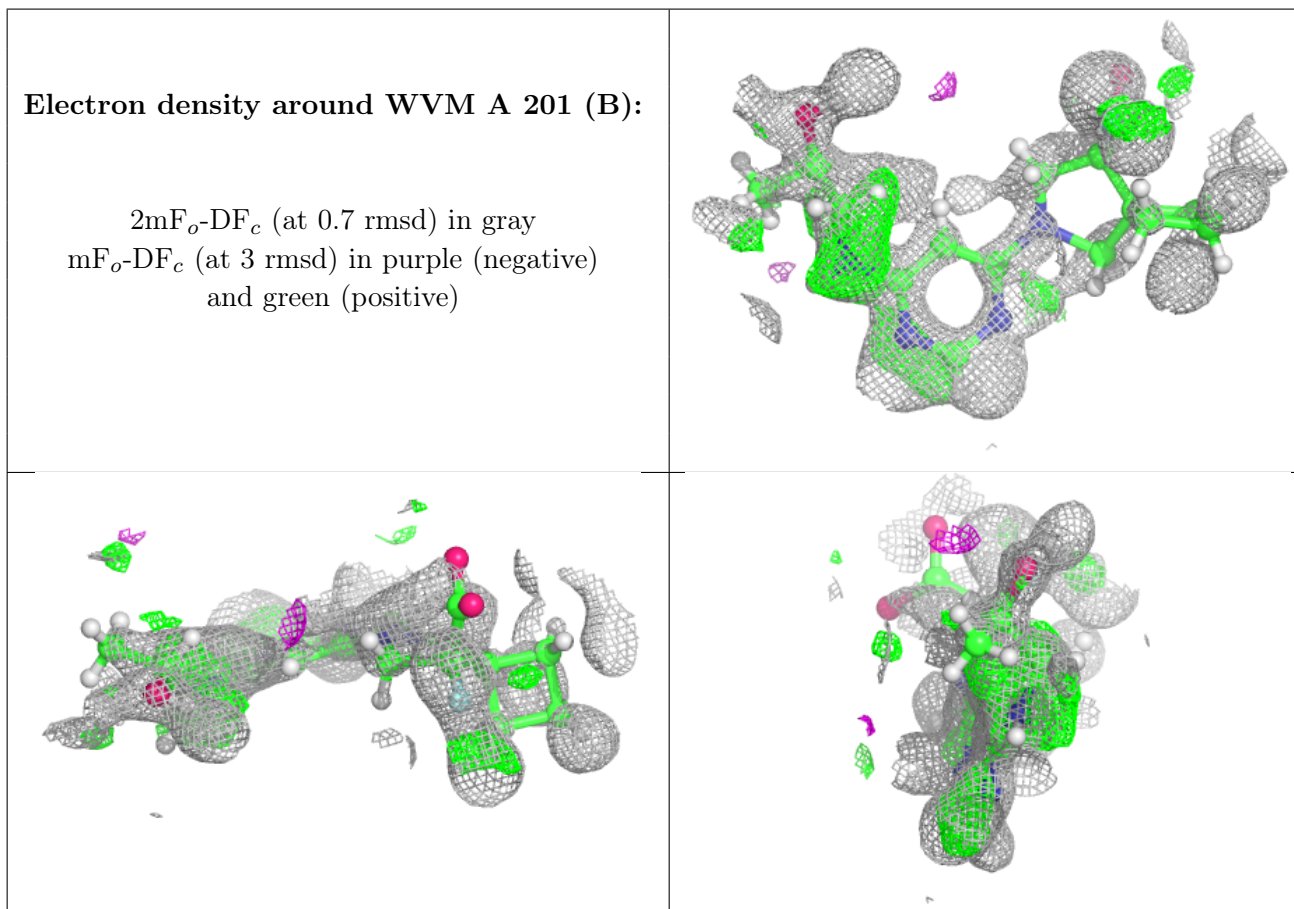 Electron density around WVM A 201 (B):
2mFo-DFc (at 0.7 rmsd) in gray
mFo-DFc (at 3 rmsd) in purple (negative)
and green (positive)